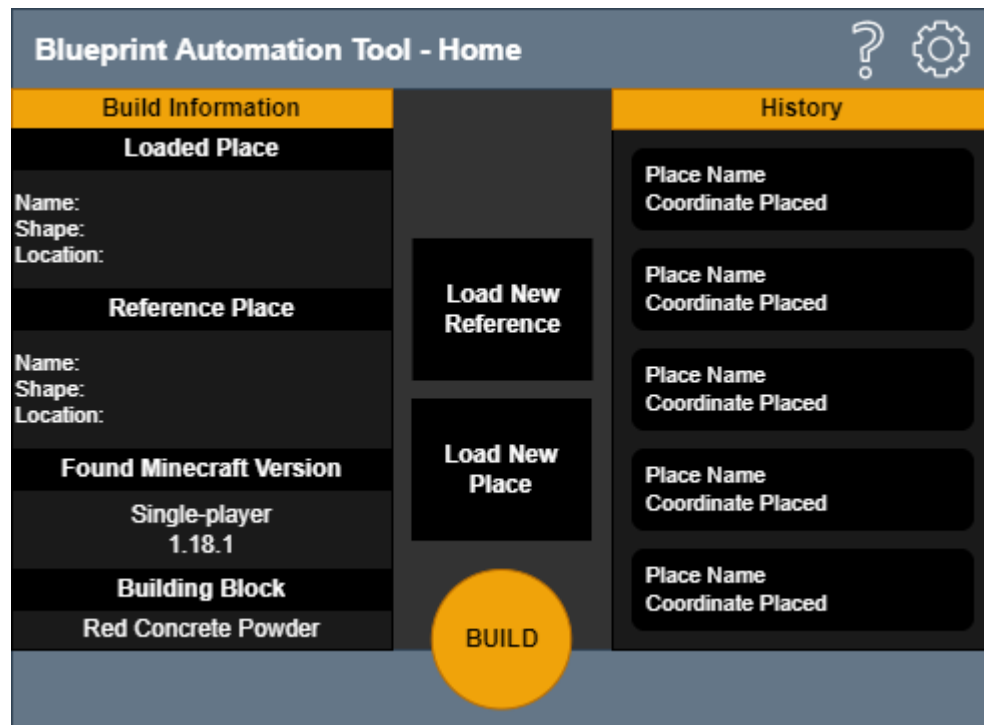 Blueprint Automation Tool - Home
Build Information
Loaded Place
Name:
Shape:
Location:
Reference Place
Name:
Shape:
Location:
Found Minecraft Version
Single-player
1.18.1
Building Block
Red Concrete Powder
Load New
Reference
Load New
Place
BUILD
History
Place Name
Coordinate Placed
Place Name
Coordinate Placed
Place Name
Coordinate Placed
Place Name
Coordinate Placed
Place Name
Coordinate Placed